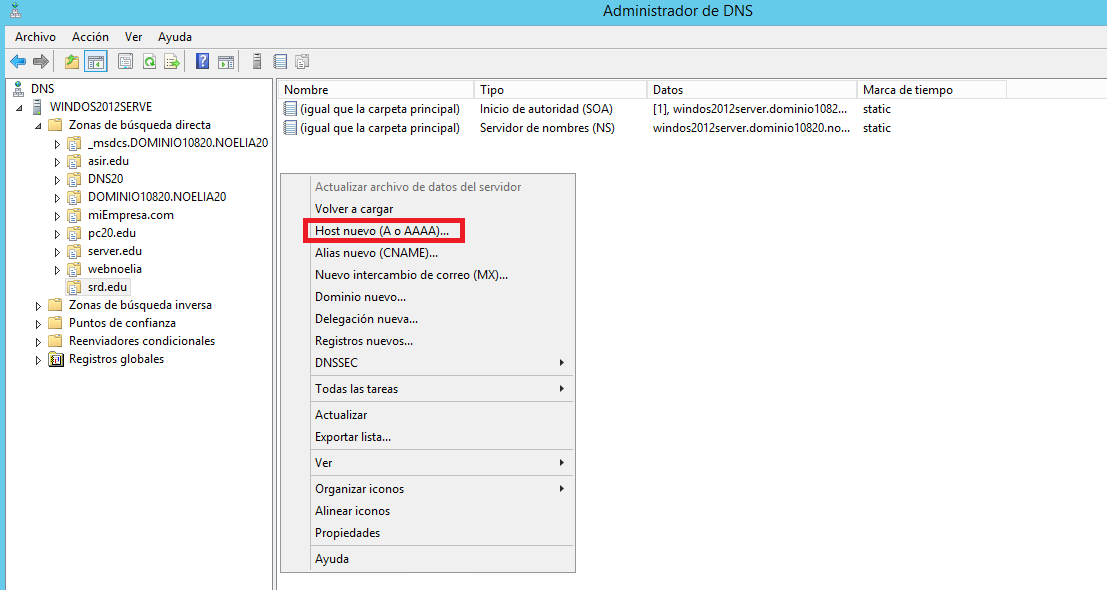 Administrador de DNS
Archivo Acción Ver Ayuda
DNS
WINDOS2012SERVE
Zonas de búsqueda directa
_msdcs.DOMINIO10820.NOELIA20
asir.edu
DNS20
DOMINIO10820.NOELIA20
miEmpresa.com
pc20.edu
server.edu
webnoelia
srd.edu
Zonas de búsqueda inversa
Puntos de confianza
Reenviadores condicionales
Registros globales
Nombre Tipo Datos Marca de tiempo
(igual que la carpeta principal) Inicio de autoridad (SOA) [1], windos2012server.dominio1082... static
(igual que la carpeta principal) Servidor de nombres (NS) windos2012server.dominio10820.no... static
Actualizar archivo de datos del servidor
Volver a cargar
Host nuevo (A o AAAA)...
Alias nuevo (CNAME)...
Nuevo intercambio de correo (MX)...
Dominio nuevo...
Delegación nueva...
Registros nuevos...
DNSSEC
Todas las tareas
Actualizar
Exportar lista...
Ver
Organizar iconos
Alinear iconos
Propiedades
Ayuda